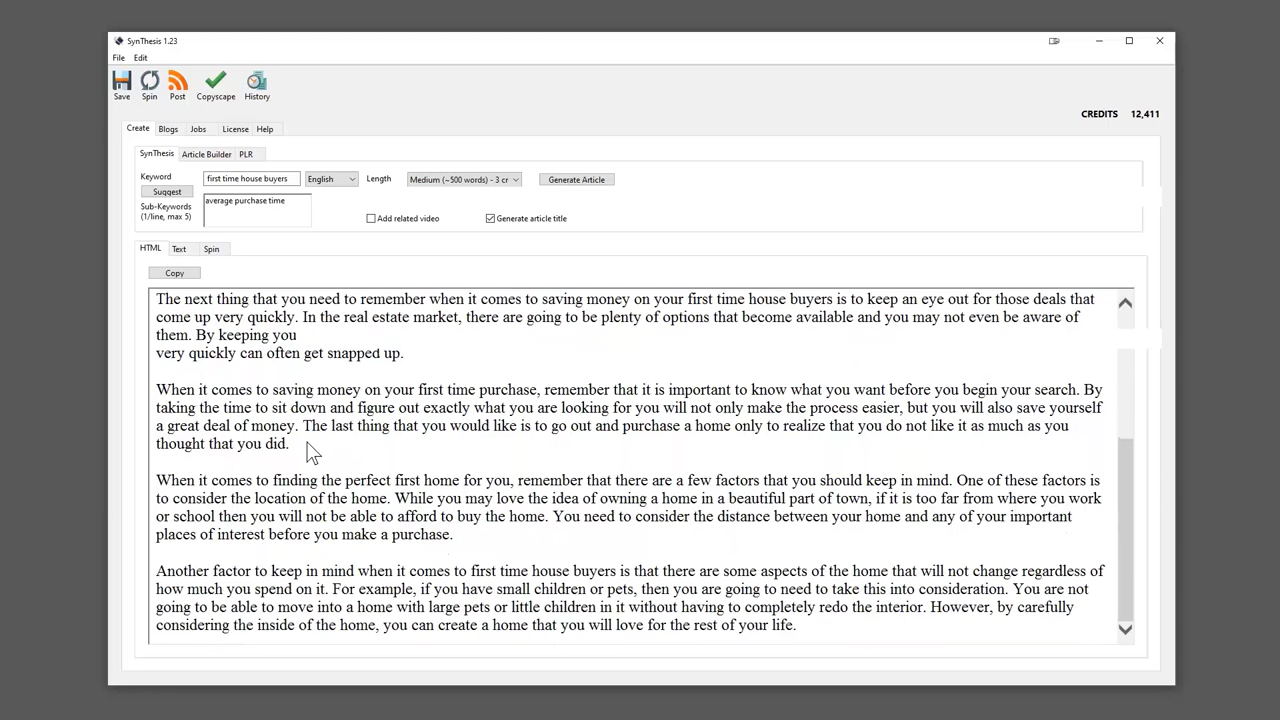 SynThesis 1.23
File Edit
Save Spin Post Copyscape History
CREDITS 12,411
Create Blogs Jobs License Help
SynThesis Article Builder PLR
Keyword first time house buyers English Length Medium (~500 words) - 3 cr Generate Article
Suggest
Sub-Keywords
(1/line, max 5)
average purchase time
Add related video Generate article title
HTML Text Spin
Copy
The next thing that you need to remember when it comes to saving money on your first time house buyers is to keep an eye out for those deals that
come up very quickly. In the real estate market, there are going to be plenty of options that become available and you may not even be aware of
them. By keeping you
very quickly can often get snapped up.
When it comes to saving money on your first time purchase, remember that it is important to know what you want before you begin your search. By
taking the time to sit down and figure out exactly what you are looking for you will not only make the process easier, but you will also save yourself
a great deal of money. The last thing that you would like is to go out and purchase a home only to realize that you do not like it as much as you
thought that you did.
When it comes to finding the perfect first home for you, remember that there are a few factors that you should keep in mind. One of these factors is
to consider the location of the home. While you may love the idea of owning a home in a beautiful part of town, if it is too far from where you work
or school then you will not be able to afford to buy the home. You need to consider the distance between your home and any of your important
places of interest before you make a purchase.
Another factor to keep in mind when it comes to first time house buyers is that there are some aspects of the home that will not change regardless of
how much you spend on it. For example, if you have small children or pets, then you are going to need to take this into consideration. You are not
going to be able to move into a home with large pets or little children in it without having to completely redo the interior. However, by carefully
considering the inside of the home, you can create a home that you will love for the rest of your life.